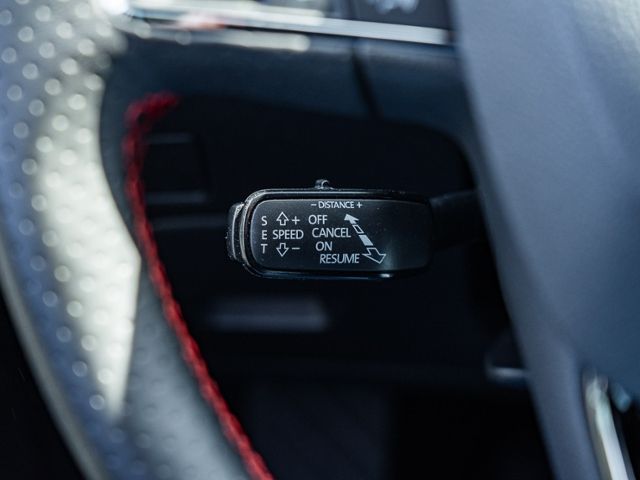 − DISTANCE +
S + OFF
E SPEED CANCEL
T − ON
RESUME